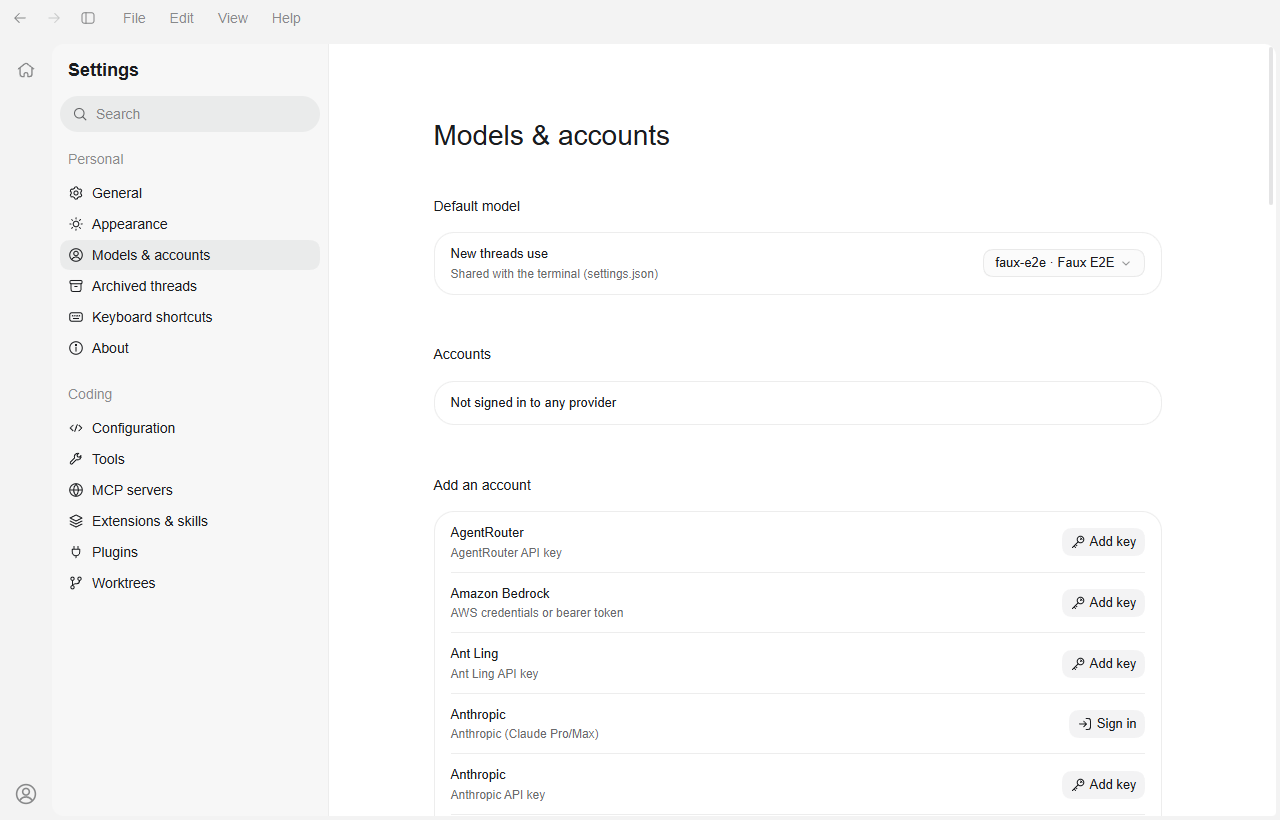 File Edit View Help
Settings
Search
Personal
General
Appearance
Models & accounts
Archived threads
Keyboard shortcuts
About
Coding
Configuration
Tools
MCP servers
Extensions & skills
Plugins
Worktrees
Models & accounts
Default model
New threads use
Shared with the terminal (settings.json)
faux-e2e · Faux E2E
Accounts
Not signed in to any provider
Add an account
AgentRouter
AgentRouter API key
Add key
Amazon Bedrock
AWS credentials or bearer token
Add key
Ant Ling
Ant Ling API key
Add key
Anthropic
Anthropic (Claude Pro/Max)
Sign in
Anthropic
Anthropic API key
Add key